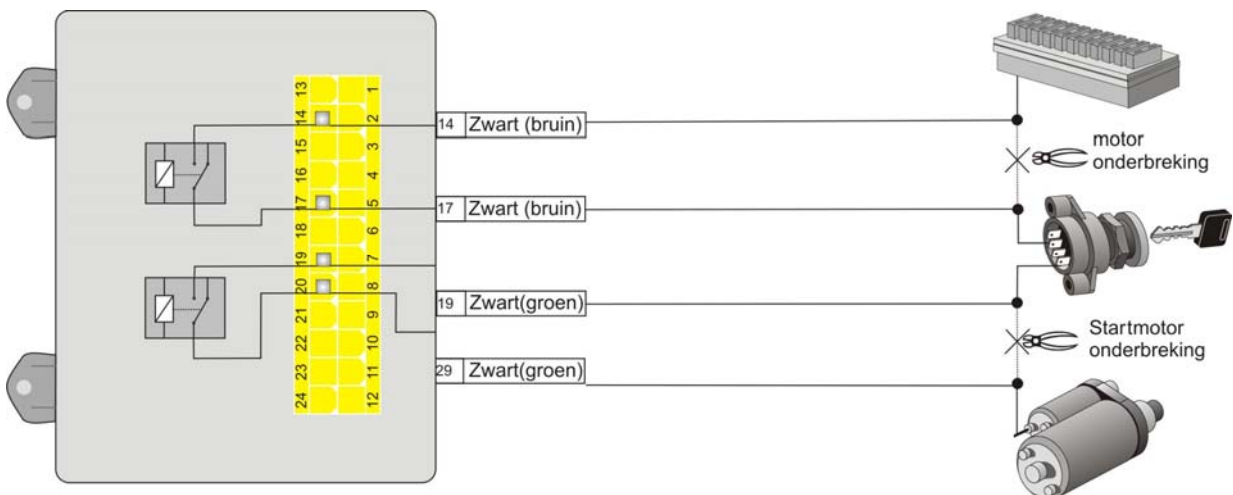 13 1
14 2
15 3
16 4
17 5
18 6
19 7
20 8
21 9
22 10
23 11
24 12
14 Zwart (bruin)
17 Zwart (bruin)
19 Zwart(groen)
29 Zwart(groen)
motor
onderbreking
Startmotor
onderbreking